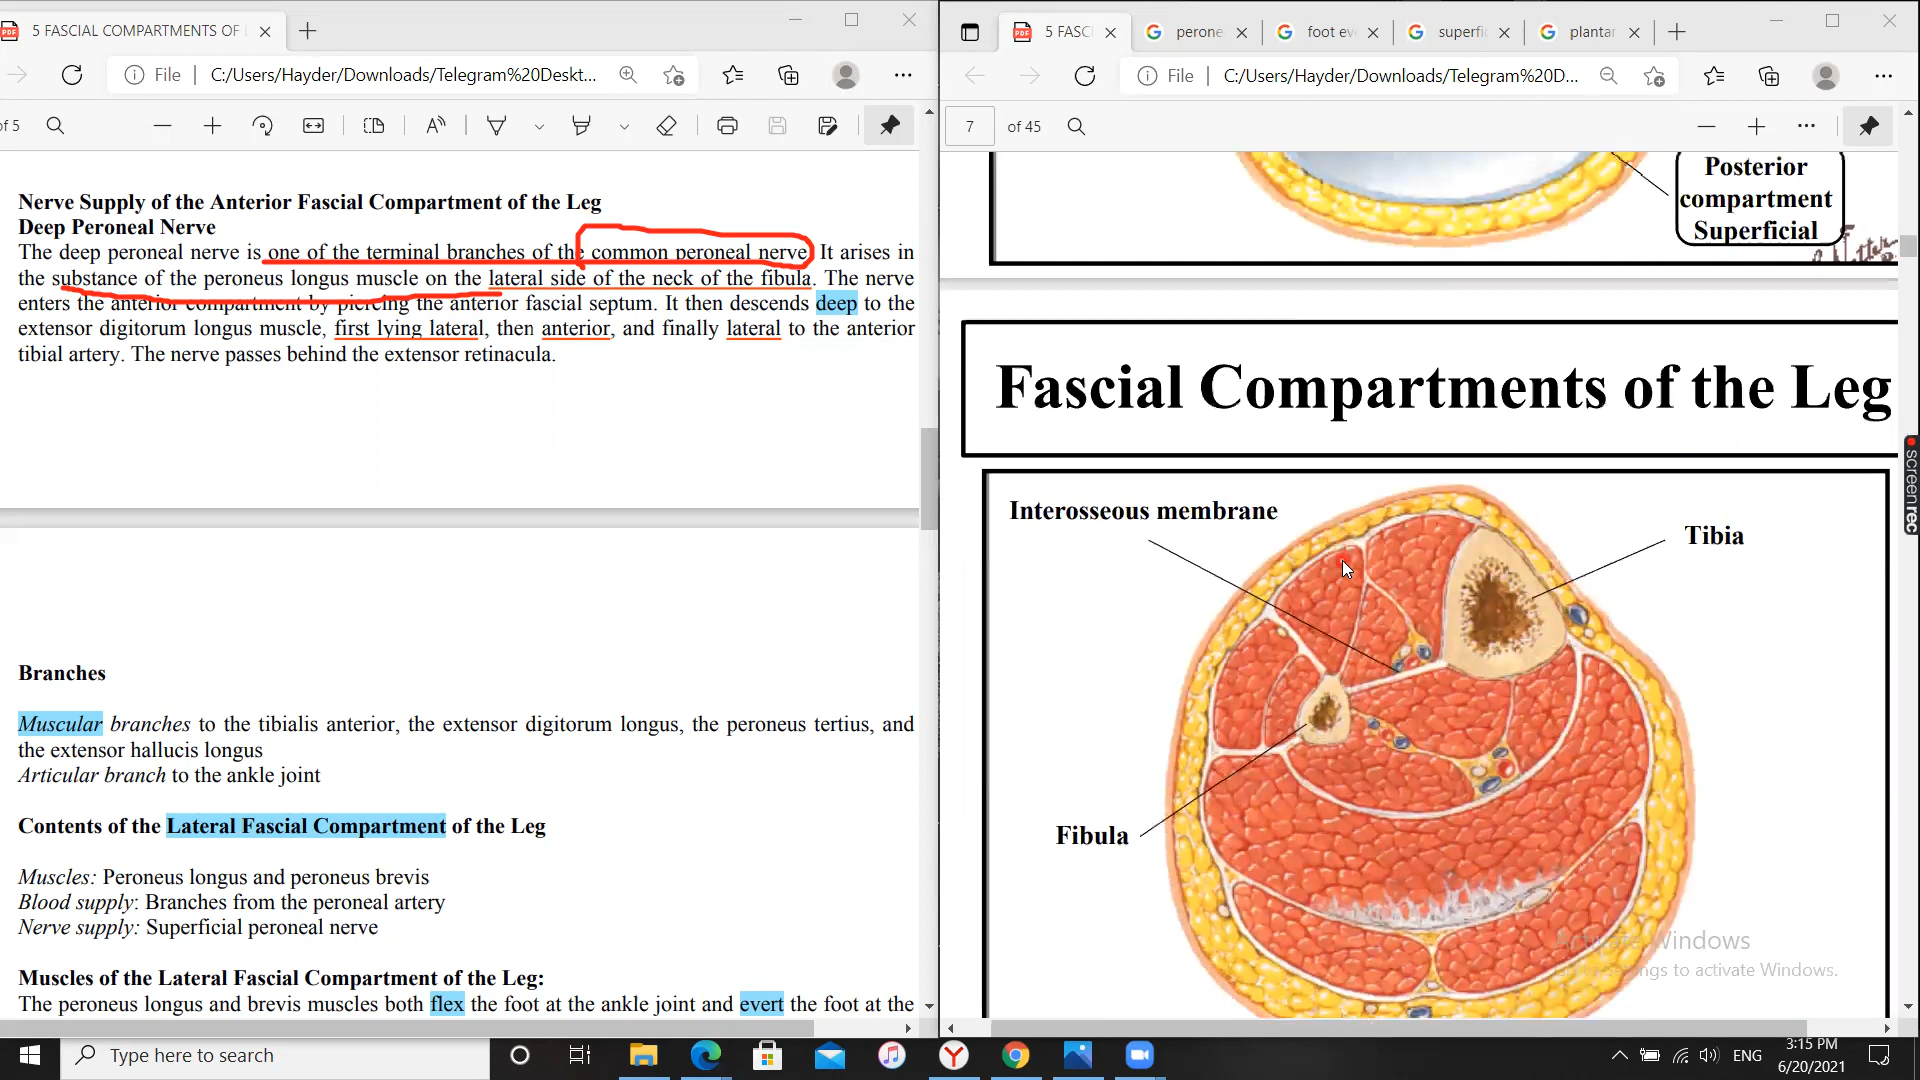 5 FASCIAL COMPARTMENTS OF
File
C:/Users/Hayder/Downloads/Telegram%20Deskt...
of 5
Nerve Supply of the Anterior Fascial Compartment of the Leg
Deep Peroneal Nerve
The deep peroneal nerve is one of the terminal branches of the common peroneal nerve. It arises in
the substance of the peroneus longus muscle on the lateral side of the neck of the fibula. The nerve
enters the anterior compartment by piercing the anterior fascial septum. It then descends deep to the
extensor digitorum longus muscle, first lying lateral, then anterior, and finally lateral to the anterior
tibial artery. The nerve passes behind the extensor retinacula.
Branches
Muscular branches to the tibialis anterior, the extensor digitorum longus, the peroneus tertius, and
the extensor hallucis longus
Articular branch to the ankle joint
Contents of the Lateral Fascial Compartment of the Leg
Muscles: Peroneus longus and peroneus brevis
Blood supply: Branches from the peroneal artery
Nerve supply: Superficial peroneal nerve
Muscles of the Lateral Fascial Compartment of the Leg:
The peroneus longus and brevis muscles both flex the foot at the ankle joint and evert the foot at the
5 FASC
perone
foot ev
superfi
plantar
File
C:/Users/Hayder/Downloads/Telegram%20D...
7 of 45
Posterior
compartment
Superficial
Fascial Compartments of the Leg
Interosseous membrane
Tibia
Fibula
Activate Windows
settings to activate Windows.
screenrec
Type here to search
ENG
3:15 PM
6/20/2021